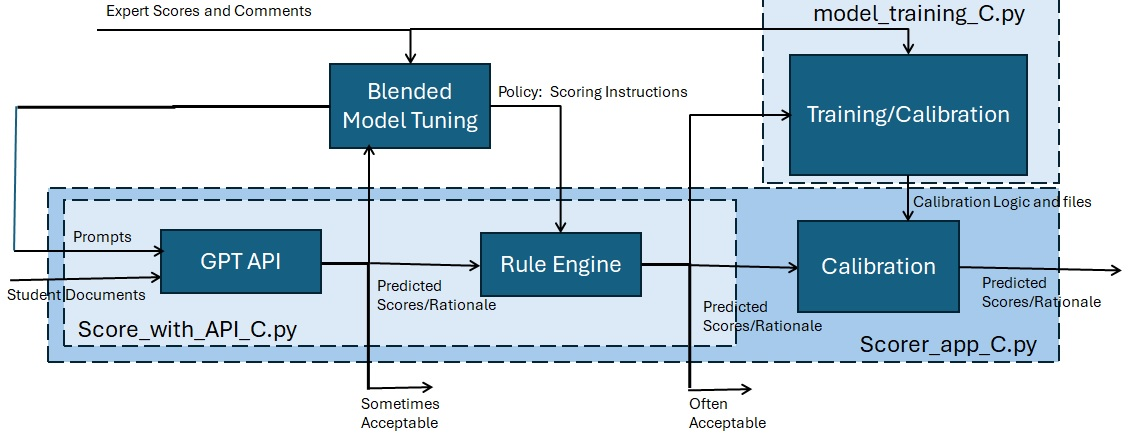 Expert Scores and Comments
model_training_C.py
Blended
Model Tuning
Policy: Scoring Instructions
Training/Calibration
Calibration Logic and files
Prompts
GPT API
Rule Engine
Calibration
Student Documents
Predicted
Scores/Rationale
Predicted
Scores/Rationale
Predicted
Scores/Rationale
Score_with_API_C.py
Scorer_app_C.py
Sometimes
Acceptable
Often
Acceptable